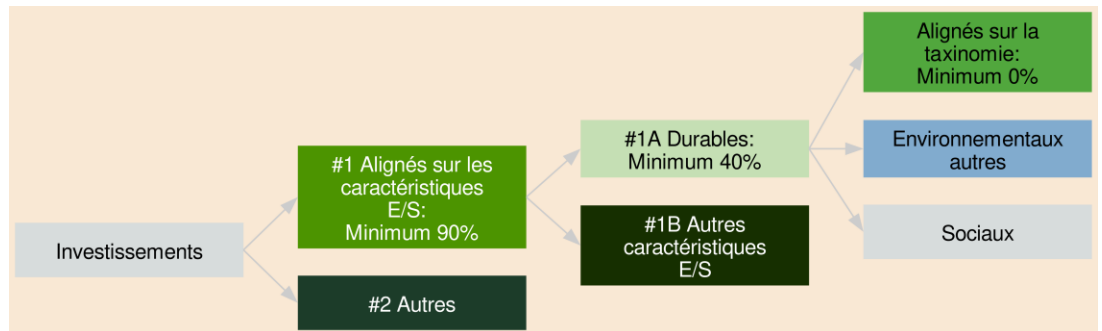 Investissements
#1 Alignés sur les
caractéristiques
E/S:
Minimum 90%
#2 Autres
#1A Durables:
Minimum 40%
#1B Autres
caractéristiques
E/S
Alignés sur la
taxinomie:
Minimum 0%
Environnementaux
autres
Sociaux